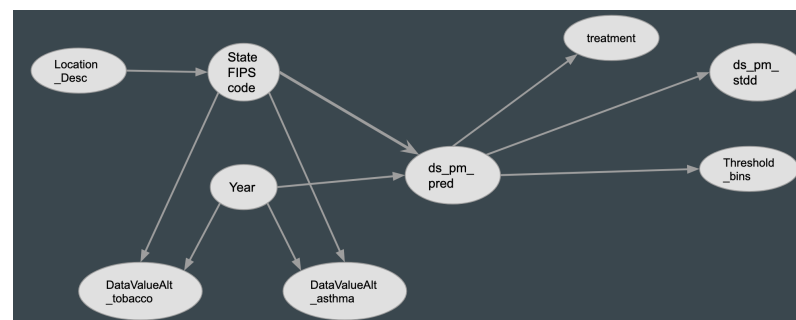 treatment
Location
_Desc
State
FIPS
code
ds_pm_
stdd
ds_pm_
pred
Threshold
_bins
Year
DataValueAlt
_tobacco
DataValueAlt
_asthma